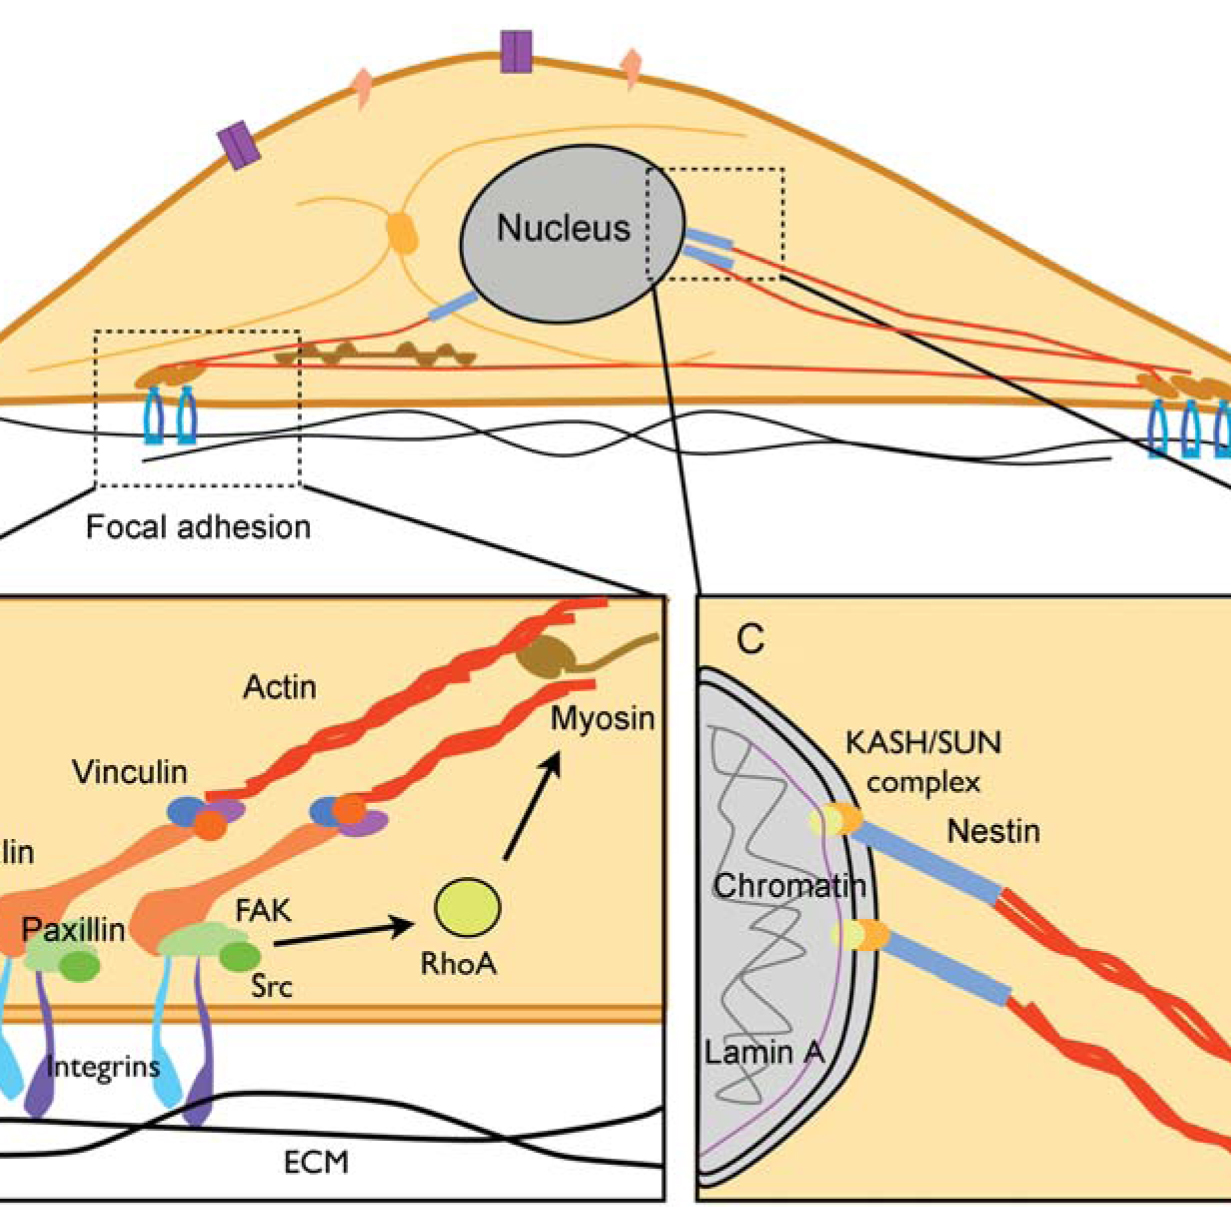 Nucleus
Focal adhesion
Actin
Myosin
Vinculin
lin
Paxillin
FAK
RhoA
Src
Integrins
ECM
C
KASH/SUN
complex
Nestin
Chromatin
Lamin A